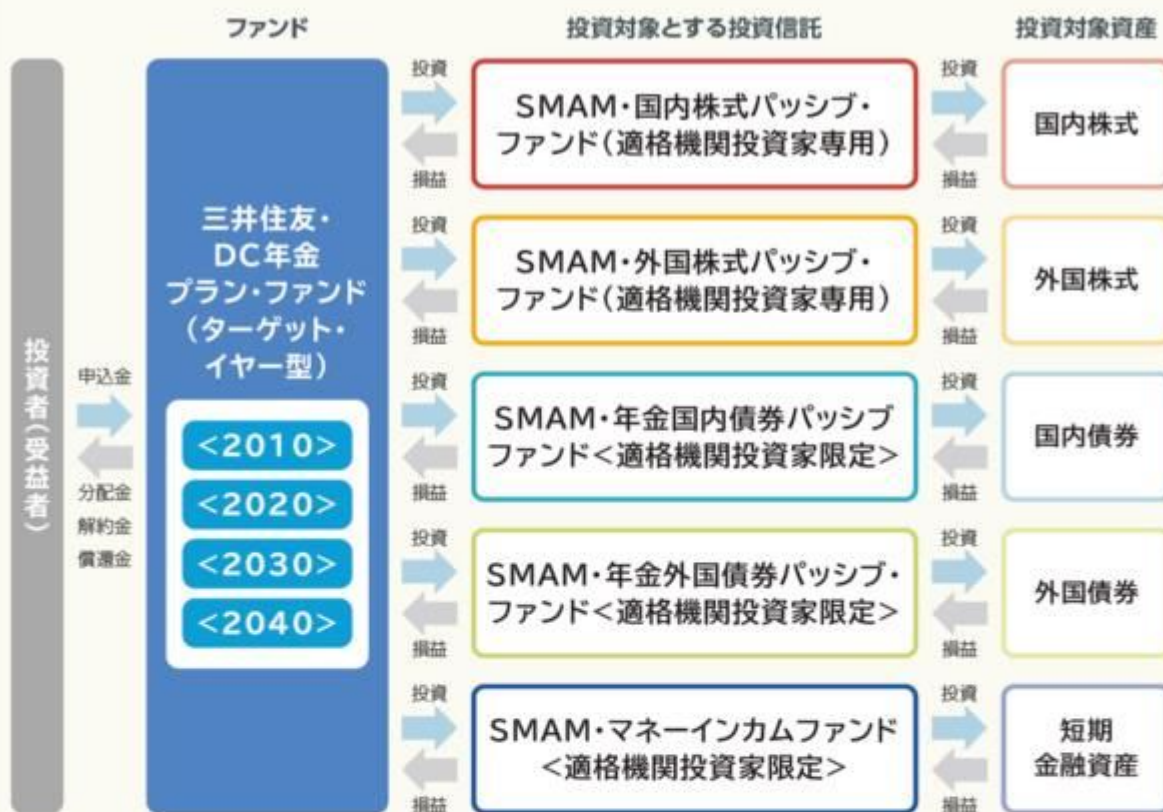 ファンド
投資対象とする投資信託
投資対象資産
投資者(受益者)
申込金
分配金
解約金
償還金
三井住友・
DC年金
プラン・ファンド
(ターゲット・
イヤー型)
<2010>
<2020>
<2030>
<2040>
投資
損益
SMAM・国内株式パッシブ・
ファンド(適格機関投資家専用)
投資
損益
国内株式
投資
損益
SMAM・外国株式パッシブ・
ファンド(適格機関投資家専用)
投資
損益
外国株式
投資
損益
SMAM・年金国内債券パッシブ
ファンド<適格機関投資家限定>
投資
損益
国内債券
投資
損益
SMAM・年金外国債券パッシブ・
ファンド<適格機関投資家限定>
投資
損益
外国債券
投資
損益
SMAM・マネーインカムファンド
<適格機関投資家限定>
投資
損益
短期
金融資産